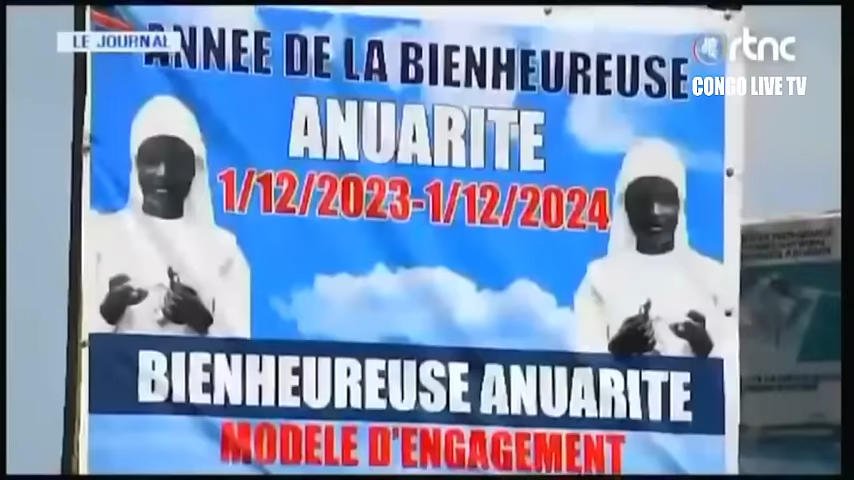 LE JOURNAL
rtnc
CONGO LIVE TV
ANNEE DE LA BIENHEUREUSE
ANUARITE
1/12/2023-1/12/2024
BIENHEUREUSE ANUARITE
MODELE D'ENGAGEMENT